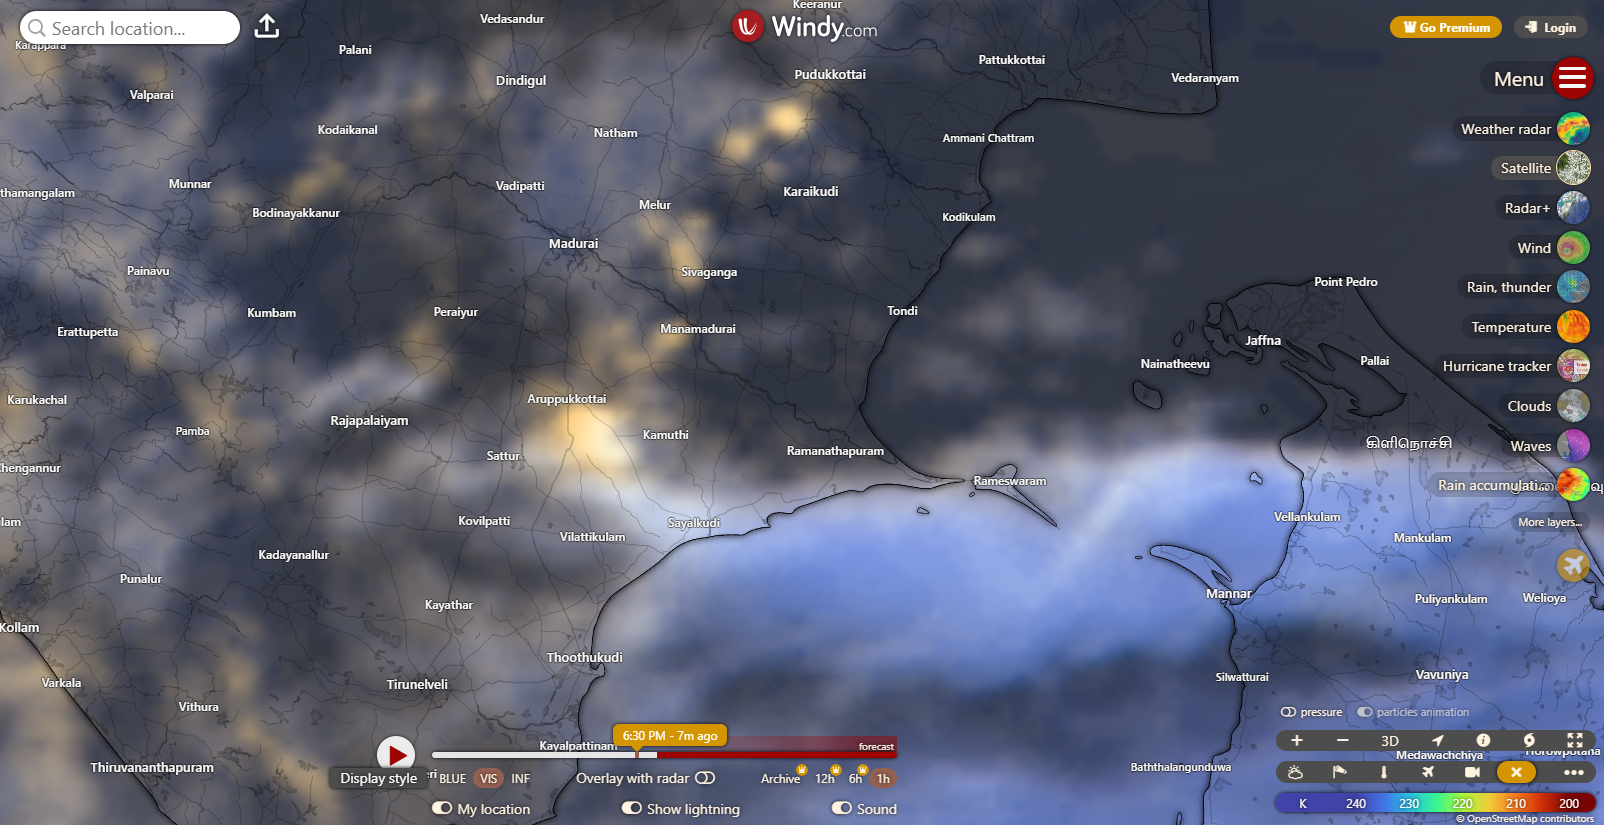 Search location...
Windy.com
Go Premium
Login
Menu
Weather radar
Satellite
Radar+
Wind
Rain, thunder
Temperature
Hurricane tracker
Clouds
Waves
Rain accumulati
More layers...
Keeranur
Vedasandur
Karappara
Palani
Pattukkottai
Pudukkottai
Vedaranyam
Dindigul
Valparai
Kodaikanal
Natham
Ammani Chattram
Munnar
Vadipatti
Karaikudi
thamangalam
Melur
Bodinayakkanur
Kodikulam
Madurai
Painavu
Sivaganga
Point Pedro
Kumbam
Peraiyur
Tondi
Erattupetta
Manamadurai
Jaffna
Nainatheevu
Pallai
Karukachal
Aruppukkottai
Rajapalaiyam
Pamba
Kamuthi
கிளிநொச்சி
Sattur
Ramanathapuram
Chengannur
Rameswaram
Vellankulam
Kovilpatti
Sayalkudi
Vilattikulam
Mankulam
Kadayanallur
Punalur
Mannar
Puliyankulam
Welioya
Kayathar
Kollam
Thoothukudi
Vavuniya
Silwatturai
Varkala
Tirunelveli
Vithura
pressure
particles animation
6:30 PM - 7m ago
Kayalpattinam
forecast
3D
Medawachchiya
Horowpotana
Thiruvananthapuram
Baththalangunduwa
Display style
BLUE
VIS
INF
Overlay with radar
Archive
12h
6h
1h
My location
Show lightning
Sound
K 240 230 220 210 200
© OpenStreetMap contributors